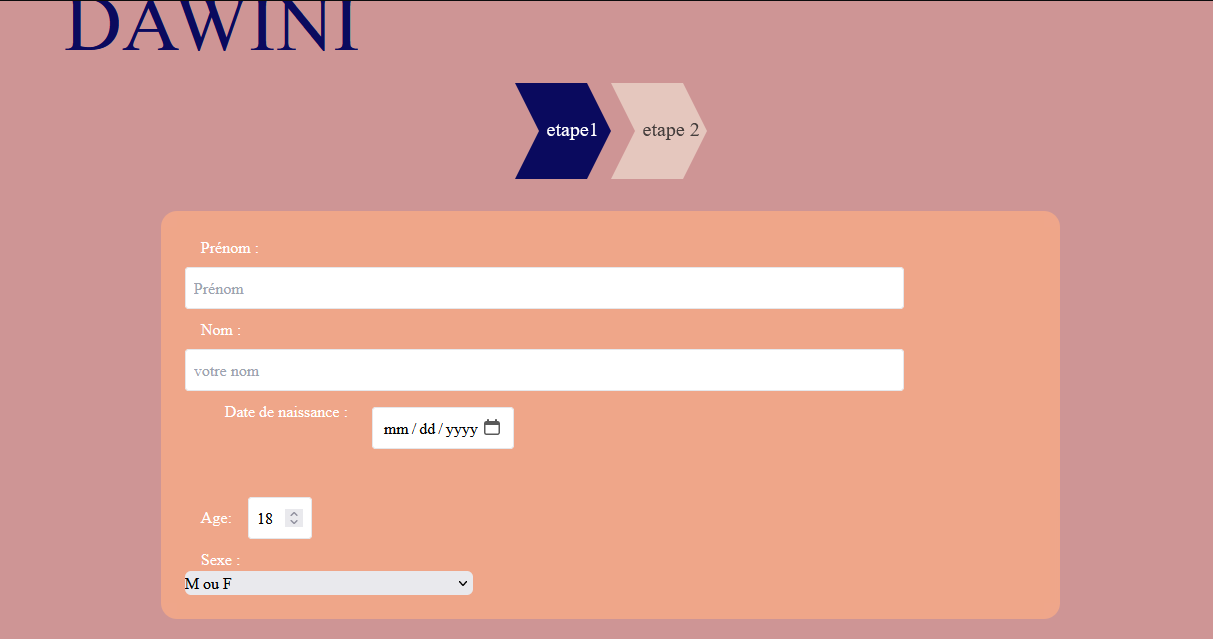 DAWINI
etape1 etape 2
Prénom :
Prénom
Nom :
votre nom
Date de naissance : mm / dd / yyyy
Age: 18
Sexe :
M ou F